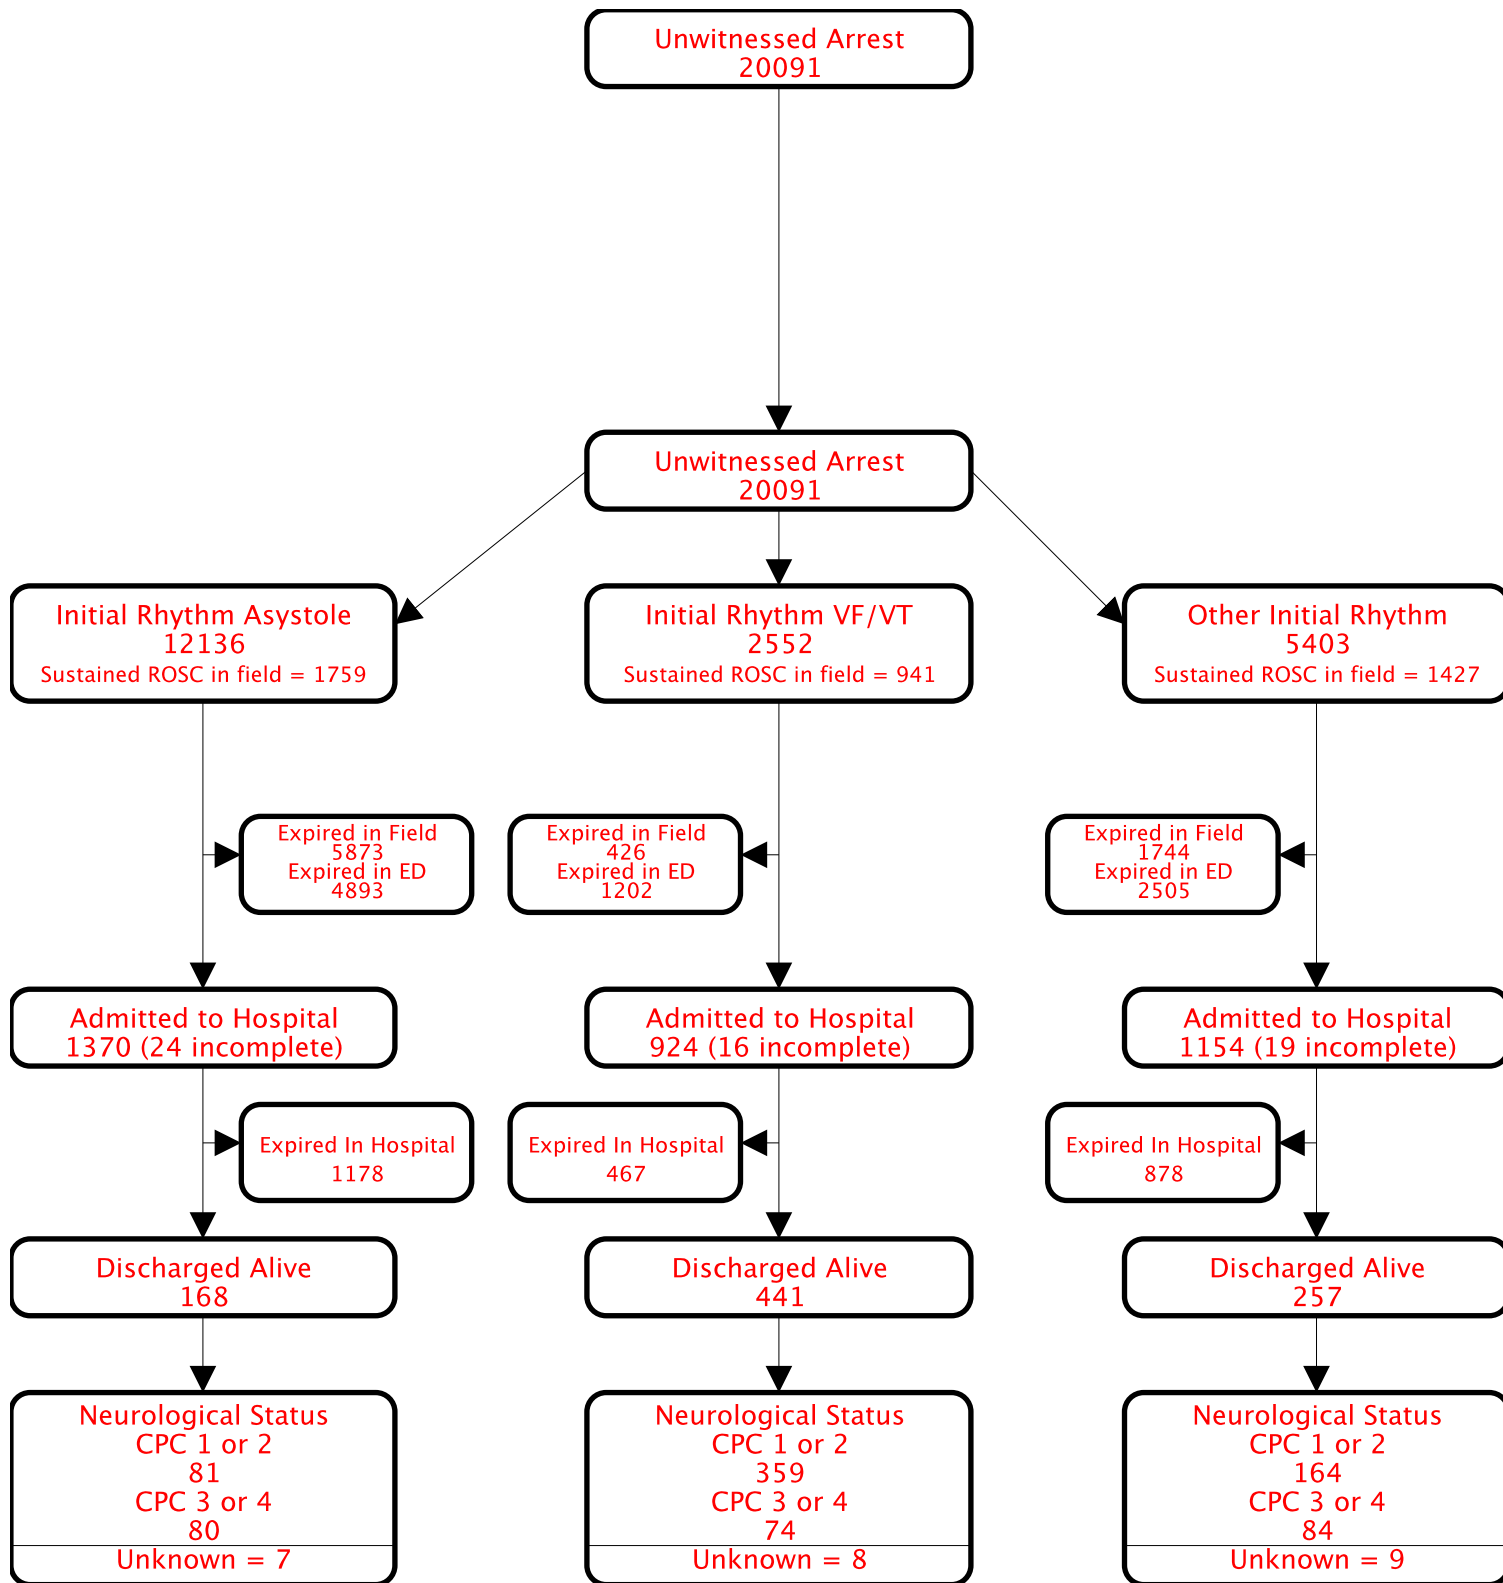 Unwitnessed Arrest
20091
Unwitnessed Arrest
20091
Initial Rhythm Asystole
12136
Sustained ROSC in field = 1759
Initial Rhythm VF/VT
2552
Sustained ROSC in field = 941
Other Initial Rhythm
5403
Sustained ROSC in field = 1427
Expired in Field
5873
Expired in ED
4893
Expired in Field
426
Expired in ED
1202
Expired in Field
1744
Expired in ED
2505
Admitted to Hospital
1370 (24 incomplete)
Admitted to Hospital
924 (16 incomplete)
Admitted to Hospital
1154 (19 incomplete)
Expired In Hospital
1178
Expired In Hospital
467
Expired In Hospital
878
Discharged Alive
168
Discharged Alive
441
Discharged Alive
257
Neurological Status
CPC 1 or 2
81
CPC 3 or 4
80
Unknown = 7
Neurological Status
CPC 1 or 2
359
CPC 3 or 4
74
Unknown = 8
Neurological Status
CPC 1 or 2
164
CPC 3 or 4
84
Unknown = 9